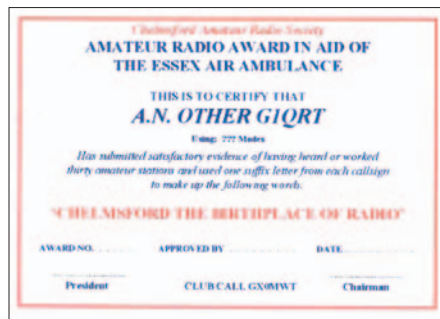 Chelmsford Amateur Radio Society
AMATEUR RADIO AWARD IN AID OF
THE ESSEX AIR AMBULANCE
THIS IS TO CERTIFY THAT
A.N. OTHER G1QRT
Using: ??? Modes
Has submitted satisfactory evidence of having heard or worked
thirty amateur stations and used one suffix letter from each callsign
to make up the following words.
"CHELMSFORD THE BIRTHPLACE OF RADIO"
AWARD NO. .......... APPROVED BY .......... DATE ..........
President CLUB CALL GX0MWT Chairman